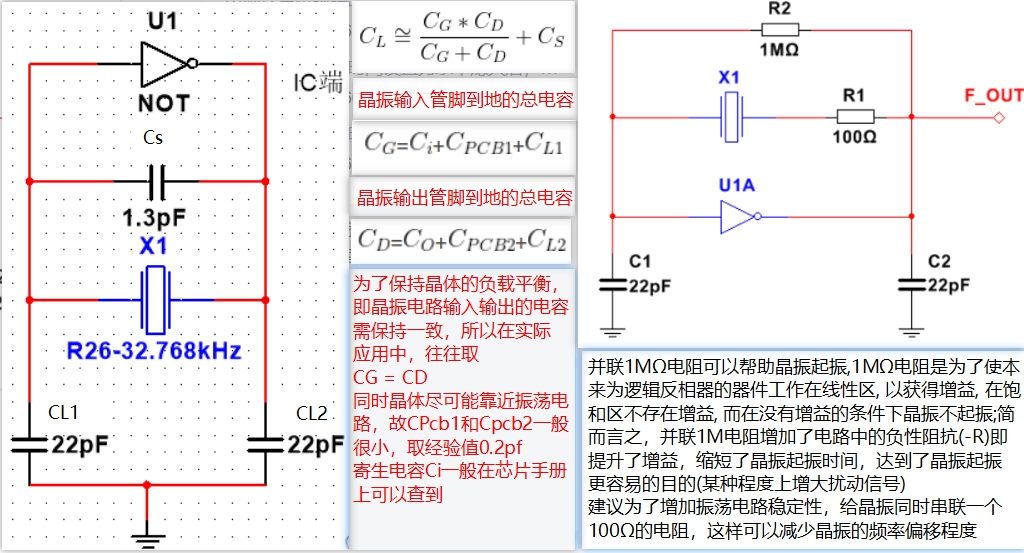 U1
NOT
IC端
Cs
1.3pF
X1
R26-32.768kHz
CL1
22pF
CL2
22pF
C_L ≅ \frac{C_G * C_D}{C_G + C_D} + C_S
晶振输入管脚到地的总电容
C_G=C_i+C_{PCB1}+C_{L1}
晶振输出管脚到地的总电容
C_D=C_O+C_{PCB2}+C_{L2}
为了保持晶体的负载平衡，
即晶振电路输入输出的电容
需保持一致，所以在实际
应用中，往往取
CG = CD
同时晶体尽可能靠近振荡电
路，故CPcb1和Cpcb2一般
很小，取经验值0.2pf
寄生电容Ci一般在芯片手册
上可以查到
R2
1MΩ
X1
R1
100Ω
F_OUT
U1A
C1
22pF
C2
22pF
并联1MΩ电阻可以帮助晶振起振,1MΩ电阻是为了使本
来为逻辑反相器的器件工作在线性区, 以获得增益, 在饱
和区不存在增益, 而在没有增益的条件下晶振不起振;简
而言之，并联1M电阻增加了电路中的负性阻抗(-R)即
提升了增益，缩短了晶振起振时间，达到了晶振起振
更容易的目的(某种程度上增大扰动信号)
建议为了增加振荡电路稳定性，给晶振同时串联一个
100Ω的电阻，这样可以减少晶振的频率偏移程度